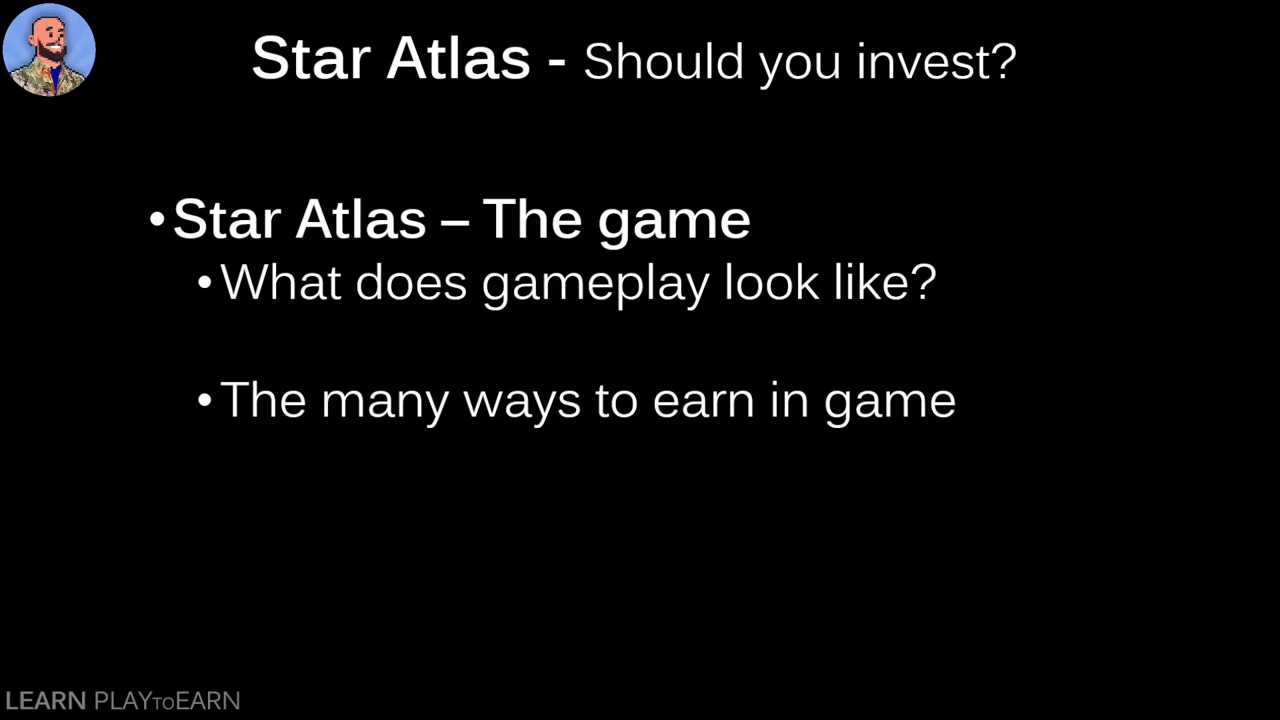 Star Atlas - Should you invest?
•Star Atlas – The game
•What does gameplay look like?
•The many ways to earn in game
LEARN PLAYTOEARN